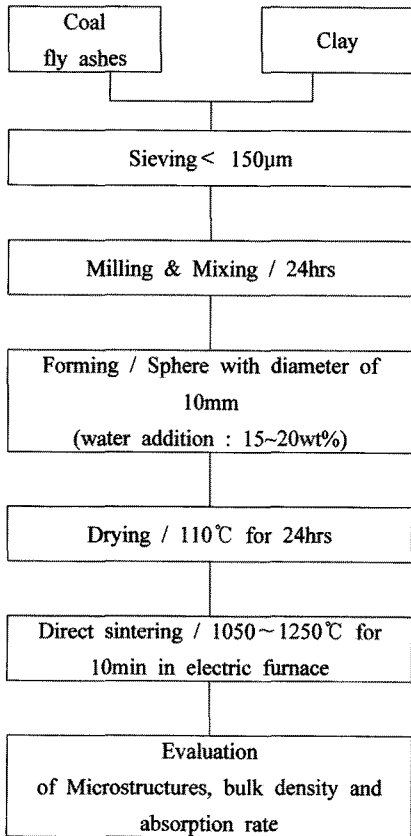 Coal
fly ashes
Clay
Sieving < 150μm
Milling & Mixing / 24hrs
Forming / Sphere with diameter of
10mm
(water addition : 15~20wt%)
Drying / 110℃ for 24hrs
Direct sintering / 1050～1250℃ for
10min in electric furnace
Evaluation
of Microstructures, bulk density and
absorption rate